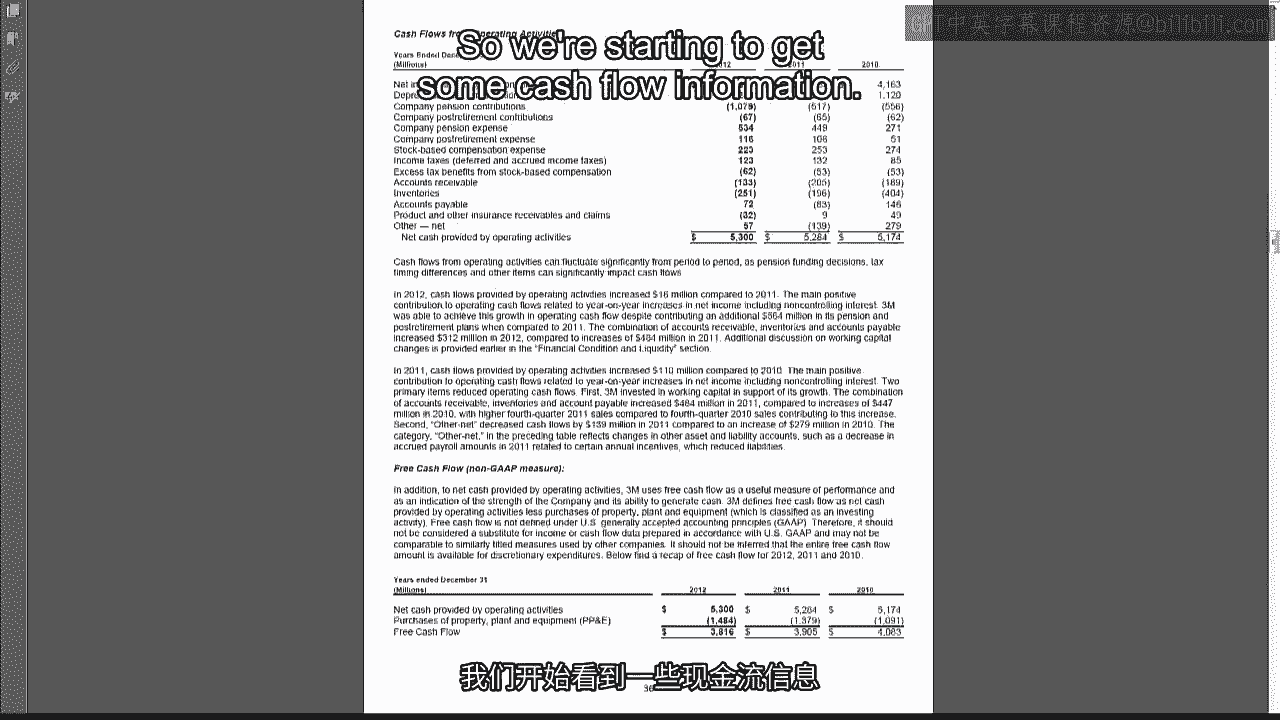 Cash Flows from Operating Activities
So we're starting to get
some cash flow information.
Years Ended
(Millions) 2012 2011 2010
Net 4,163
1,120
Company pension contributions (1,079) (517) (556)
Company postretirement contributions (67) (65) (62)
Company pension expense 534 449 271
Company postretirement expense 116 106 51
Stock-based compensation expense 223 253 274
Income taxes (deferred and accrued income taxes) 123 132 85
Excess tax benefits from stock-based compensation (62) (53) (53)
Accounts receivable (133) (205) (189)
Inventories (251) (196) (404)
Accounts payable 72 (83) 146
Product and other insurance receivables and claims (32) 9 49
Other — net 57 (139) 279
Net cash provided by operating activities $ 5,300 $ 5,284 $ 5,174
Cash flows from operating activities can fluctuate significantly from period to period, as pension funding decisions, tax
timing differences and other items can significantly impact cash flows
In 2012, cash flows provided by operating activities increased $16 million compared to 2011. The main positive
contribution to operating cash flows related to year-on-year increases in net income including noncontrolling interest. 3M
was able to achieve this growth in operating cash flow despite contributing an additional $564 million in its pension and
postretirement plans when compared to 2011. The combination of accounts receivable, inventories and accounts payable
increased $312 million in 2012, compared to increases of $484 million in 2011. Additional discussion on working capital
changes is provided earlier in the "Financial Condition and Liquidity" section.
In 2011, cash flows provided by operating activities increased $110 million compared to 2010. The main positive
contribution to operating cash flows related to year-on-year increases in net income including noncontrolling interest. Two
primary items reduced operating cash flows. First, 3M invested in working capital in support of its growth. The combination
of accounts receivable, inventories and account payable increased $484 million in 2011, compared to increases of $447
million in 2010, with higher fourth-quarter 2011 sales compared to fourth-quarter 2010 sales contributing to this increase.
Second, "Other-net" decreased cash flows by $139 million in 2011 compared to an increase of $279 million in 2010. The
category, "Other-net," in the preceding table reflects changes in other asset and liability accounts, such as a decrease in
accrued payroll amounts in 2011 related to certain annual incentives, which reduced liabilities.
Free Cash Flow (non-GAAP measure):
In addition, to net cash provided by operating activities, 3M uses free cash flow as a useful measure of performance and
as an indication of the strength of the Company and its ability to generate cash. 3M defines free cash flow as net cash
provided by operating activities less purchases of property, plant and equipment (which is classified as an investing
activity). Free cash flow is not defined under U.S. generally accepted accounting principles (GAAP). Therefore, it should
not be considered a substitute for income or cash flow data prepared in accordance with U.S. GAAP and may not be
comparable to similarly titled measures used by other companies. It should not be inferred that the entire free cash flow
amount is available for discretionary expenditures. Below find a recap of free cash flow for 2012, 2011 and 2010.
Years ended December 31
(Millions) 2012 2011 2010
Net cash provided by operating activities $ 5,300 $ 5,284 $ 5,174
Purchases of property, plant and equipment (PP&E) (1,484) (1,379) (1,091)
Free Cash Flow $ 3,816 $ 3,905 $ 4,083
我们开始看到一些现金流信息